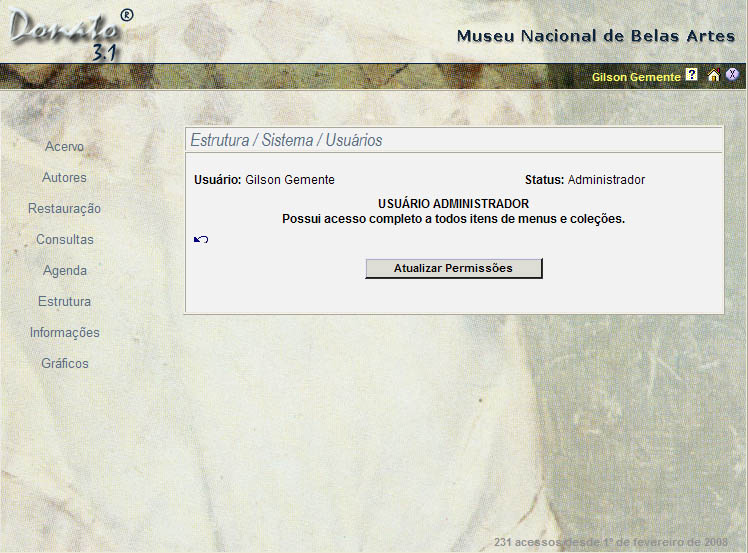 Donato ®
3.1
Museu Nacional de Belas Artes
Gilson Gemente ? X
Estrutura / Sistema / Usuários
Acervo
Autores
Restauração
Consultas
Agenda
Estrutura
Informações
Gráficos
Usuário: Gilson Gemente Status: Administrador
USUÁRIO ADMINISTRADOR
Possui acesso completo a todos itens de menus e coleções.
Atualizar Permissões
231 acessos desde 1º de fevereiro de 2008